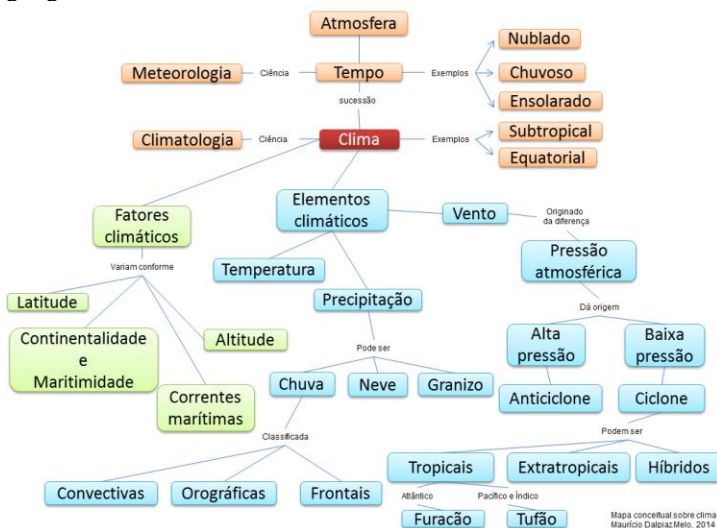 Atmosfera
Nublado
Meteorologia
Ciência
Tempo
Exemplos
Chuvoso
Ensolarado
sucessão
Climatologia
Ciência
Clima
Exemplos
Subtropical
Equatorial
Fatores
climáticos
Elementos
climáticos
Vento
Originado
da diferença
Pressão
atmosférica
Variam conforme
Temperatura
Latitude
Precipitação
Dá origem
Continentalidade
e
Maritimidade
Altitude
Correntes
marítimas
Pode ser
Alta
pressão
Baixa
pressão
Chuva
Neve
Granizo
Anticiclone
Ciclone
Classificada
Podem ser
Convectivas
Orográficas
Frontais
Tropicais
Extratropicais
Híbridos
Atlântico
Pacífico e Índico
Furacão
Tufão
Mapa conceitual sobre clima
Maurício Dalpiaz Melo, 2014